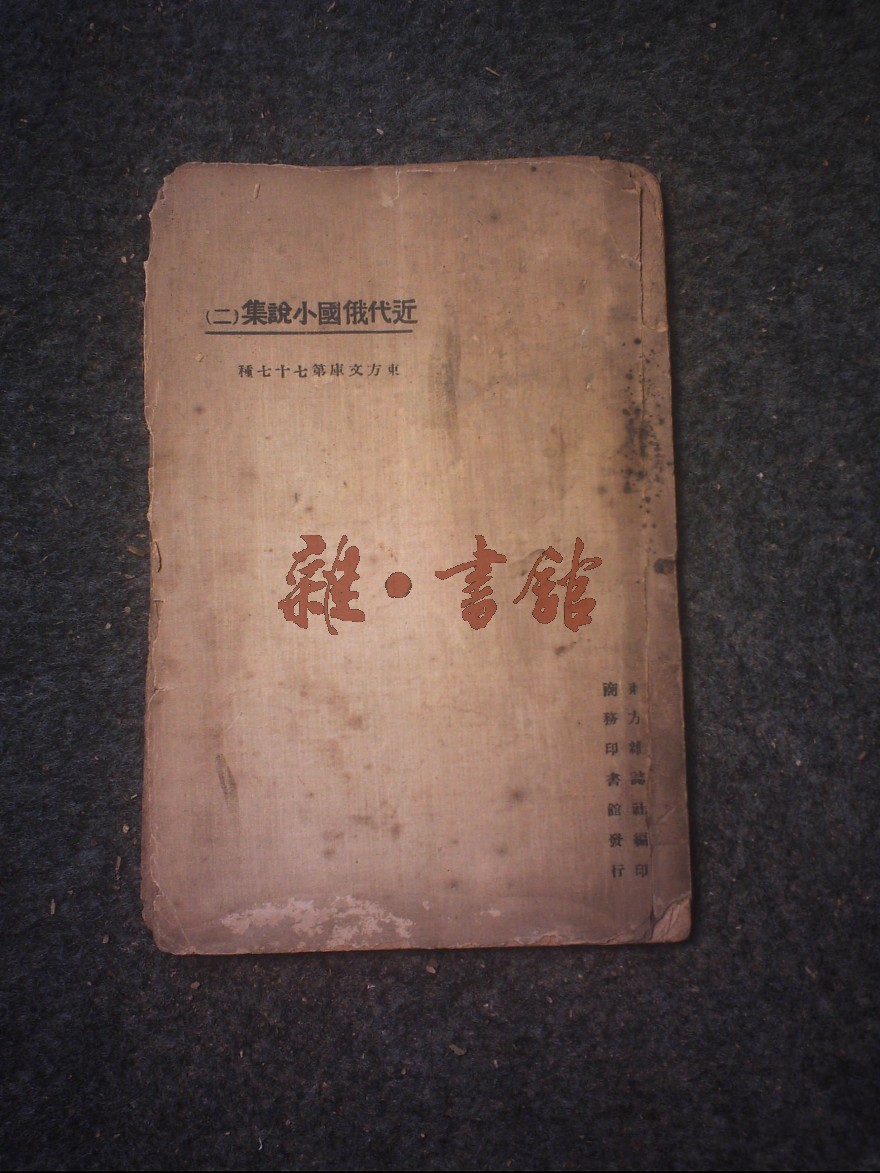 近代俄國小說集(二)
東方文庫第七十七種
雜·書館
東方雜誌社編印
商務印書館發行